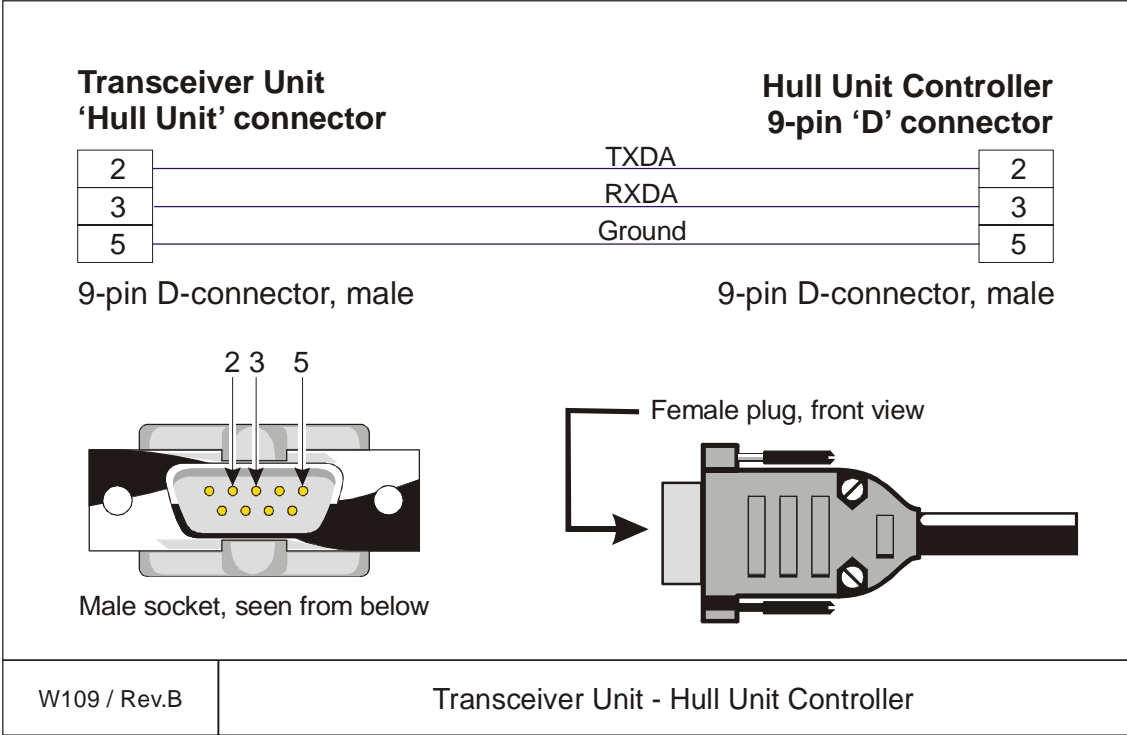 Transceiver Unit
‘Hull Unit’ connector
Hull Unit Controller
9-pin ‘D’ connector
2 TXDA 2
3 RXDA 3
5 Ground 5
9-pin D-connector, male
9-pin D-connector, male
2 3 5
Female plug, front view
Male socket, seen from below
W109 / Rev.B
Transceiver Unit - Hull Unit Controller